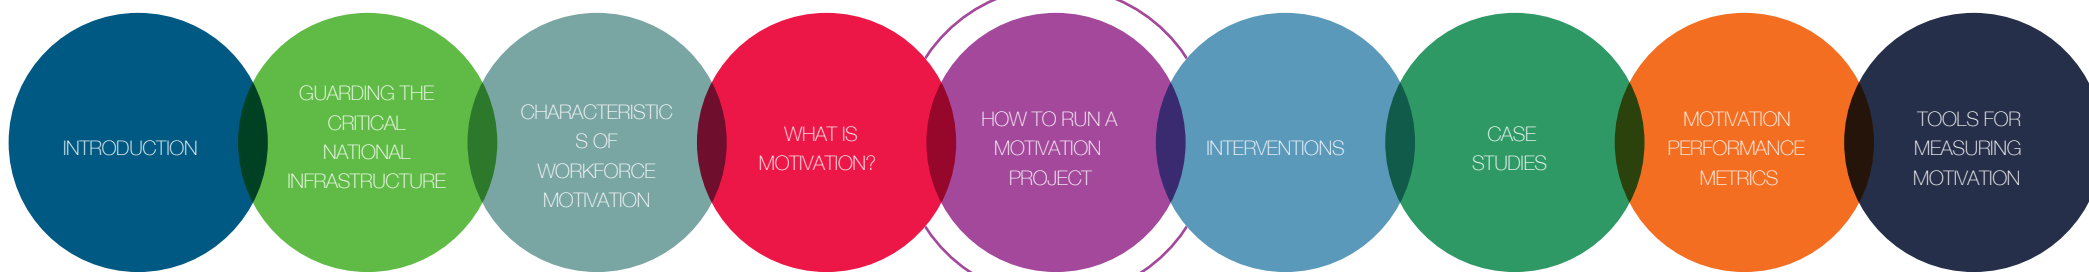 INTRODUCTION
GUARDING THE
CRITICAL
NATIONAL
INFRASTRUCTURE
CHARACTERISTIC
S OF
WORKFORCE
MOTIVATION
WHAT IS
MOTIVATION?
HOW TO RUN A
MOTIVATION
PROJECT
INTERVENTIONS
CASE
STUDIES
MOTIVATION
PERFORMANCE
METRICS
TOOLS FOR
MEASURING
MOTIVATION